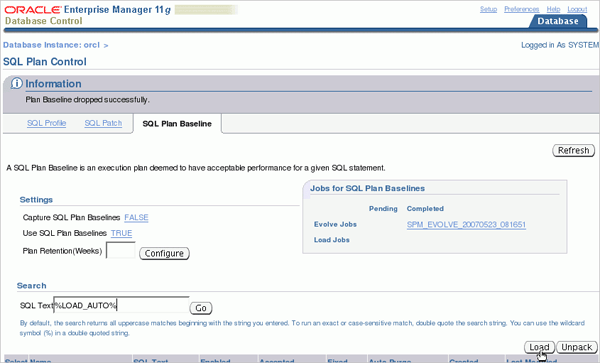 ORACLE Enterprise Manager 11g
Database Control
Setup Preferences Help Logout
Database
Database Instance: orcl >
Logged in As SYSTEM
SQL Plan Control
Information
Plan Baseline dropped successfully.
SQL Profile SQL Patch SQL Plan Baseline
Refresh
A SQL Plan Baseline is an execution plan deemed to have acceptable performance for a given SQL statement.
Settings
Capture SQL Plan Baselines FALSE
Use SQL Plan Baselines TRUE
Plan Retention(Weeks) Configure
Jobs for SQL Plan Baselines
Pending Completed
Evolve Jobs SPM_EVOLVE_20070523_081651
Load Jobs
Search
SQL Text %LOAD_AUTO% Go
By default, the search returns all uppercase matches beginning with the string you entered. To run an exact or case-sensitive match, double quote the search string. You can use the wildcard
symbol (%) in a double quoted string.
Load Unpack
Select Name SQL Text Enabled Accepted Fixed Auto Purge Created Last Modified